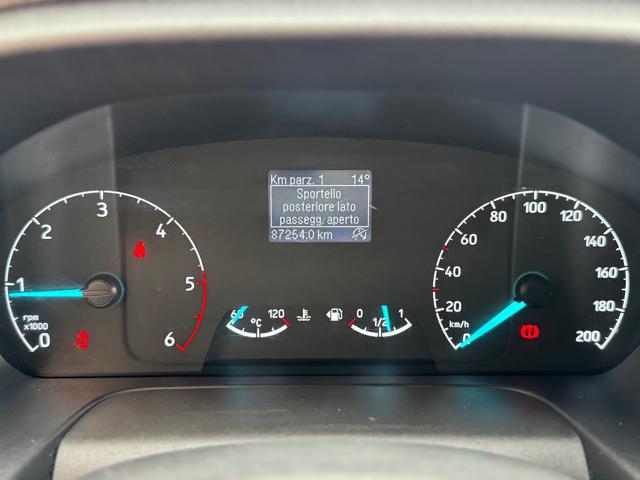 Km parz. 1 14°
Sportello
posteriore lato
passegg. aperto
87254.0 km
0 1 2 3 4 5 6
rpm
x1000
60 120
°C
0 1/2 1
0 20 40 60 80 100 120 140 160 180 200
km/h